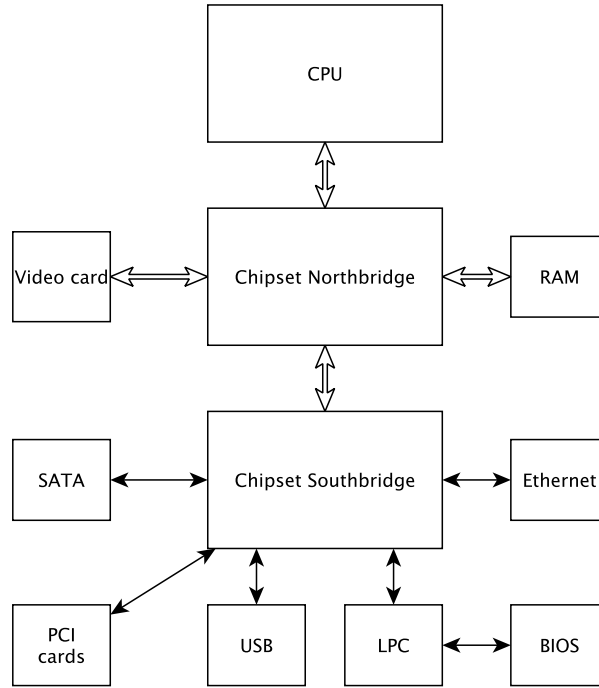 CPU
Video card
Chipset Northbridge
RAM
SATA
Chipset Southbridge
Ethernet
PCI
cards
USB
LPC
BIOS